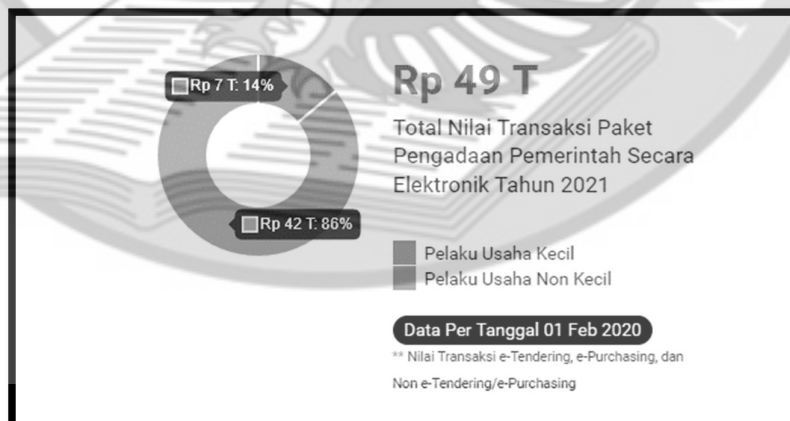 Rp 7 T: 14%
Rp 42 T: 86%
Rp 49 T
Total Nilai Transaksi Paket
Pengadaan Pemerintah Secara
Elektronik Tahun 2021
Pelaku Usaha Kecil
Pelaku Usaha Non Kecil
Data Per Tanggal 01 Feb 2020
** Nilai Transaksi e-Tendering, e-Purchasing, dan
Non e-Tendering/e-Purchasing